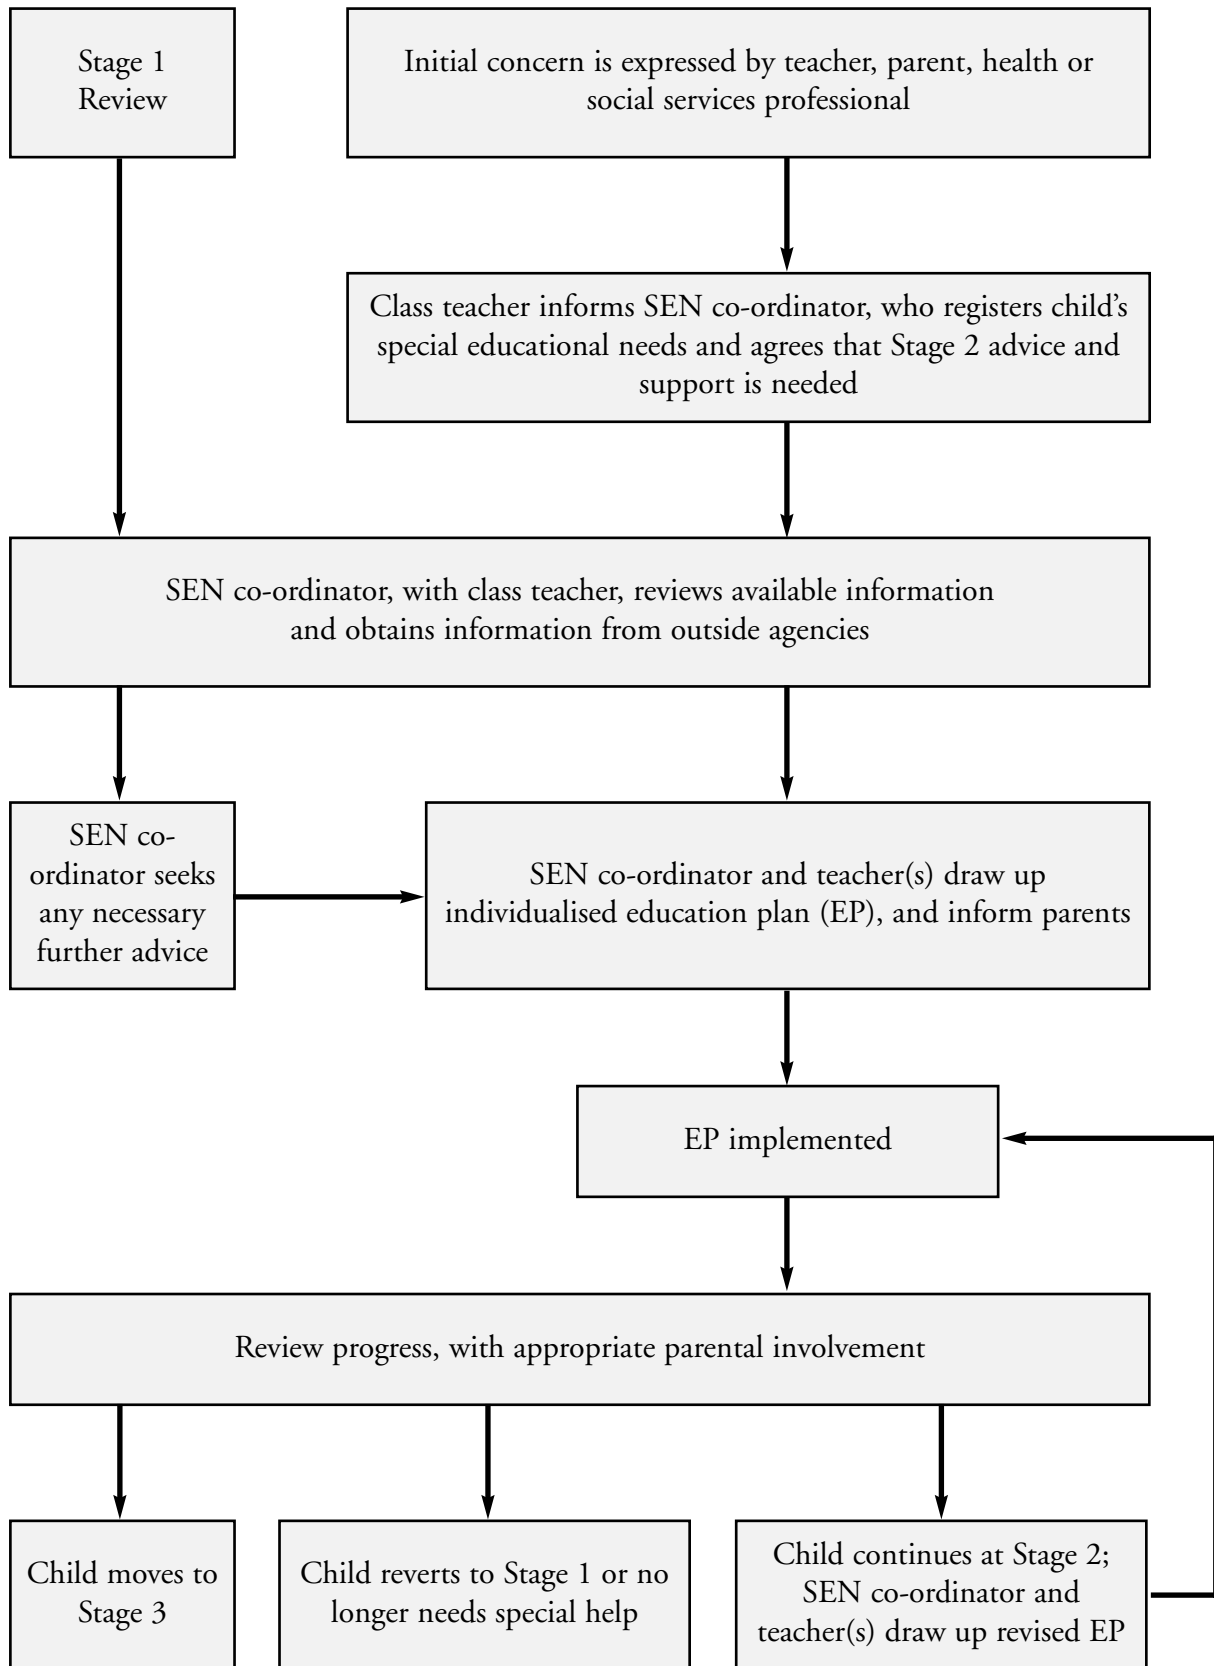 Stage 1
Review
Initial concern is expressed by teacher, parent, health or
social services professional
Class teacher informs SEN co-ordinator, who registers child’s
special educational needs and agrees that Stage 2 advice and
support is needed
SEN co-ordinator, with class teacher, reviews available information
and obtains information from outside agencies
SEN co-
ordinator seeks
any necessary
further advice
SEN co-ordinator and teacher(s) draw up
individualised education plan (EP), and inform parents
EP implemented
Review progress, with appropriate parental involvement
Child moves to
Stage 3
Child reverts to Stage 1 or no
longer needs special help
Child continues at Stage 2;
SEN co-ordinator and
teacher(s) draw up revised EP